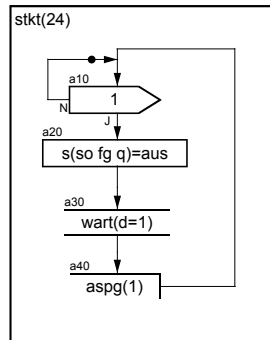 stkt(24)
a10
1
N
J
a20
s(so fg q)=aus
a30
wart(d=1)
a40
aspg(1)